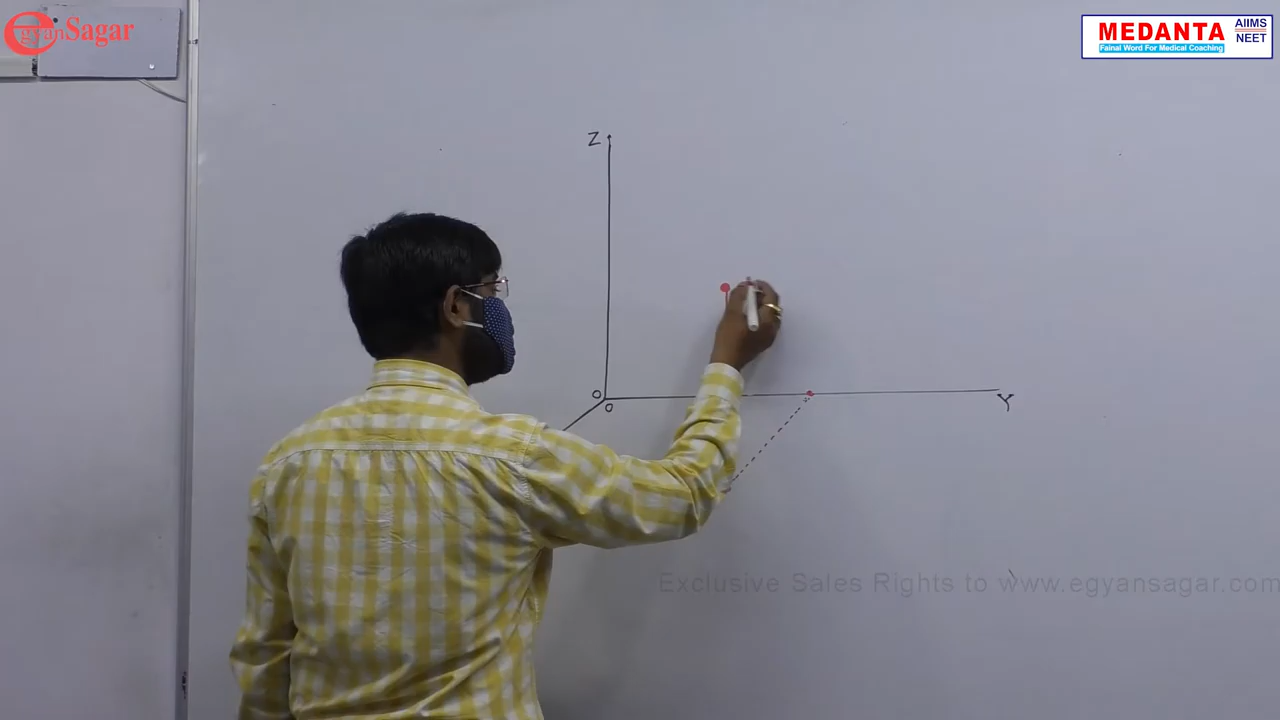 egyanSagar
MEDANTA
AIIMS
NEET
Fainal Word For Medical Coaching
Z
O
O
Y
Exclusive Sales Rights to www.egyansagar.com